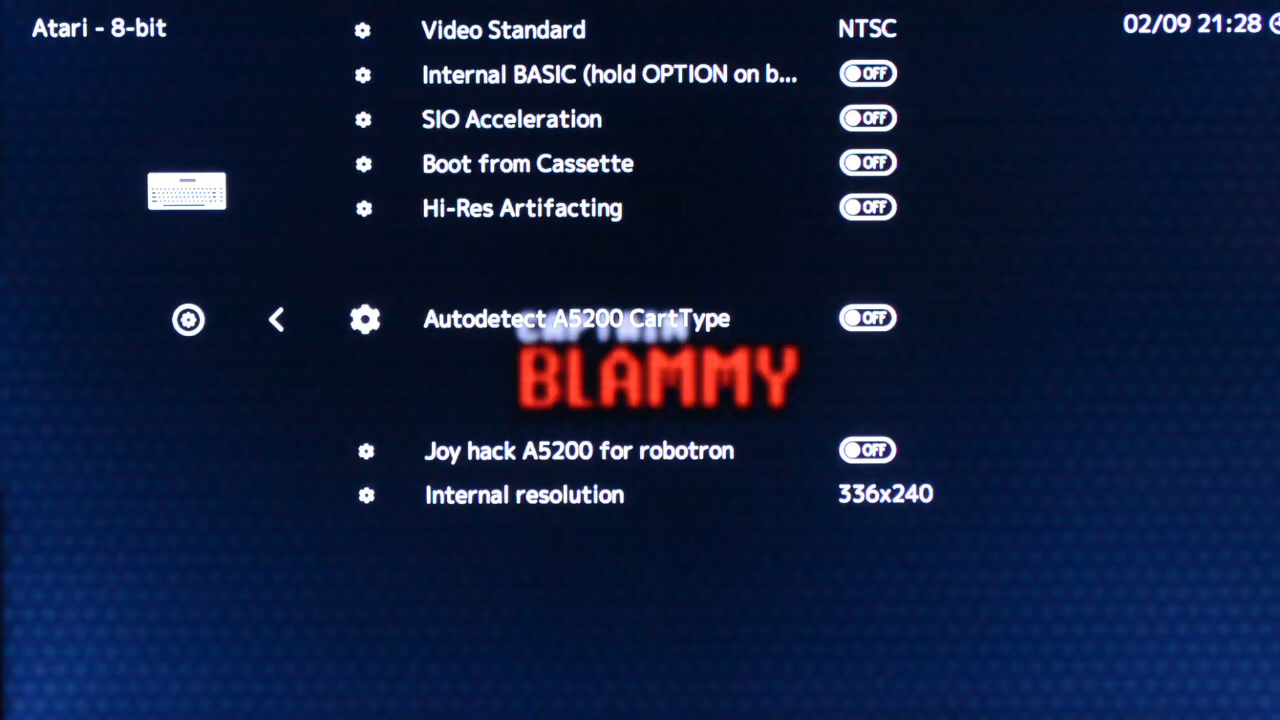 Atari - 8-bit
02/09 21:28
Video Standard NTSC
Internal BASIC (hold OPTION on b... OFF
SIO Acceleration OFF
Boot from Cassette OFF
Hi-Res Artifacting OFF
Autodetect A5200 CartType OFF
CAPTAIN
BLAMMY
Joy hack A5200 for robotron OFF
Internal resolution 336x240